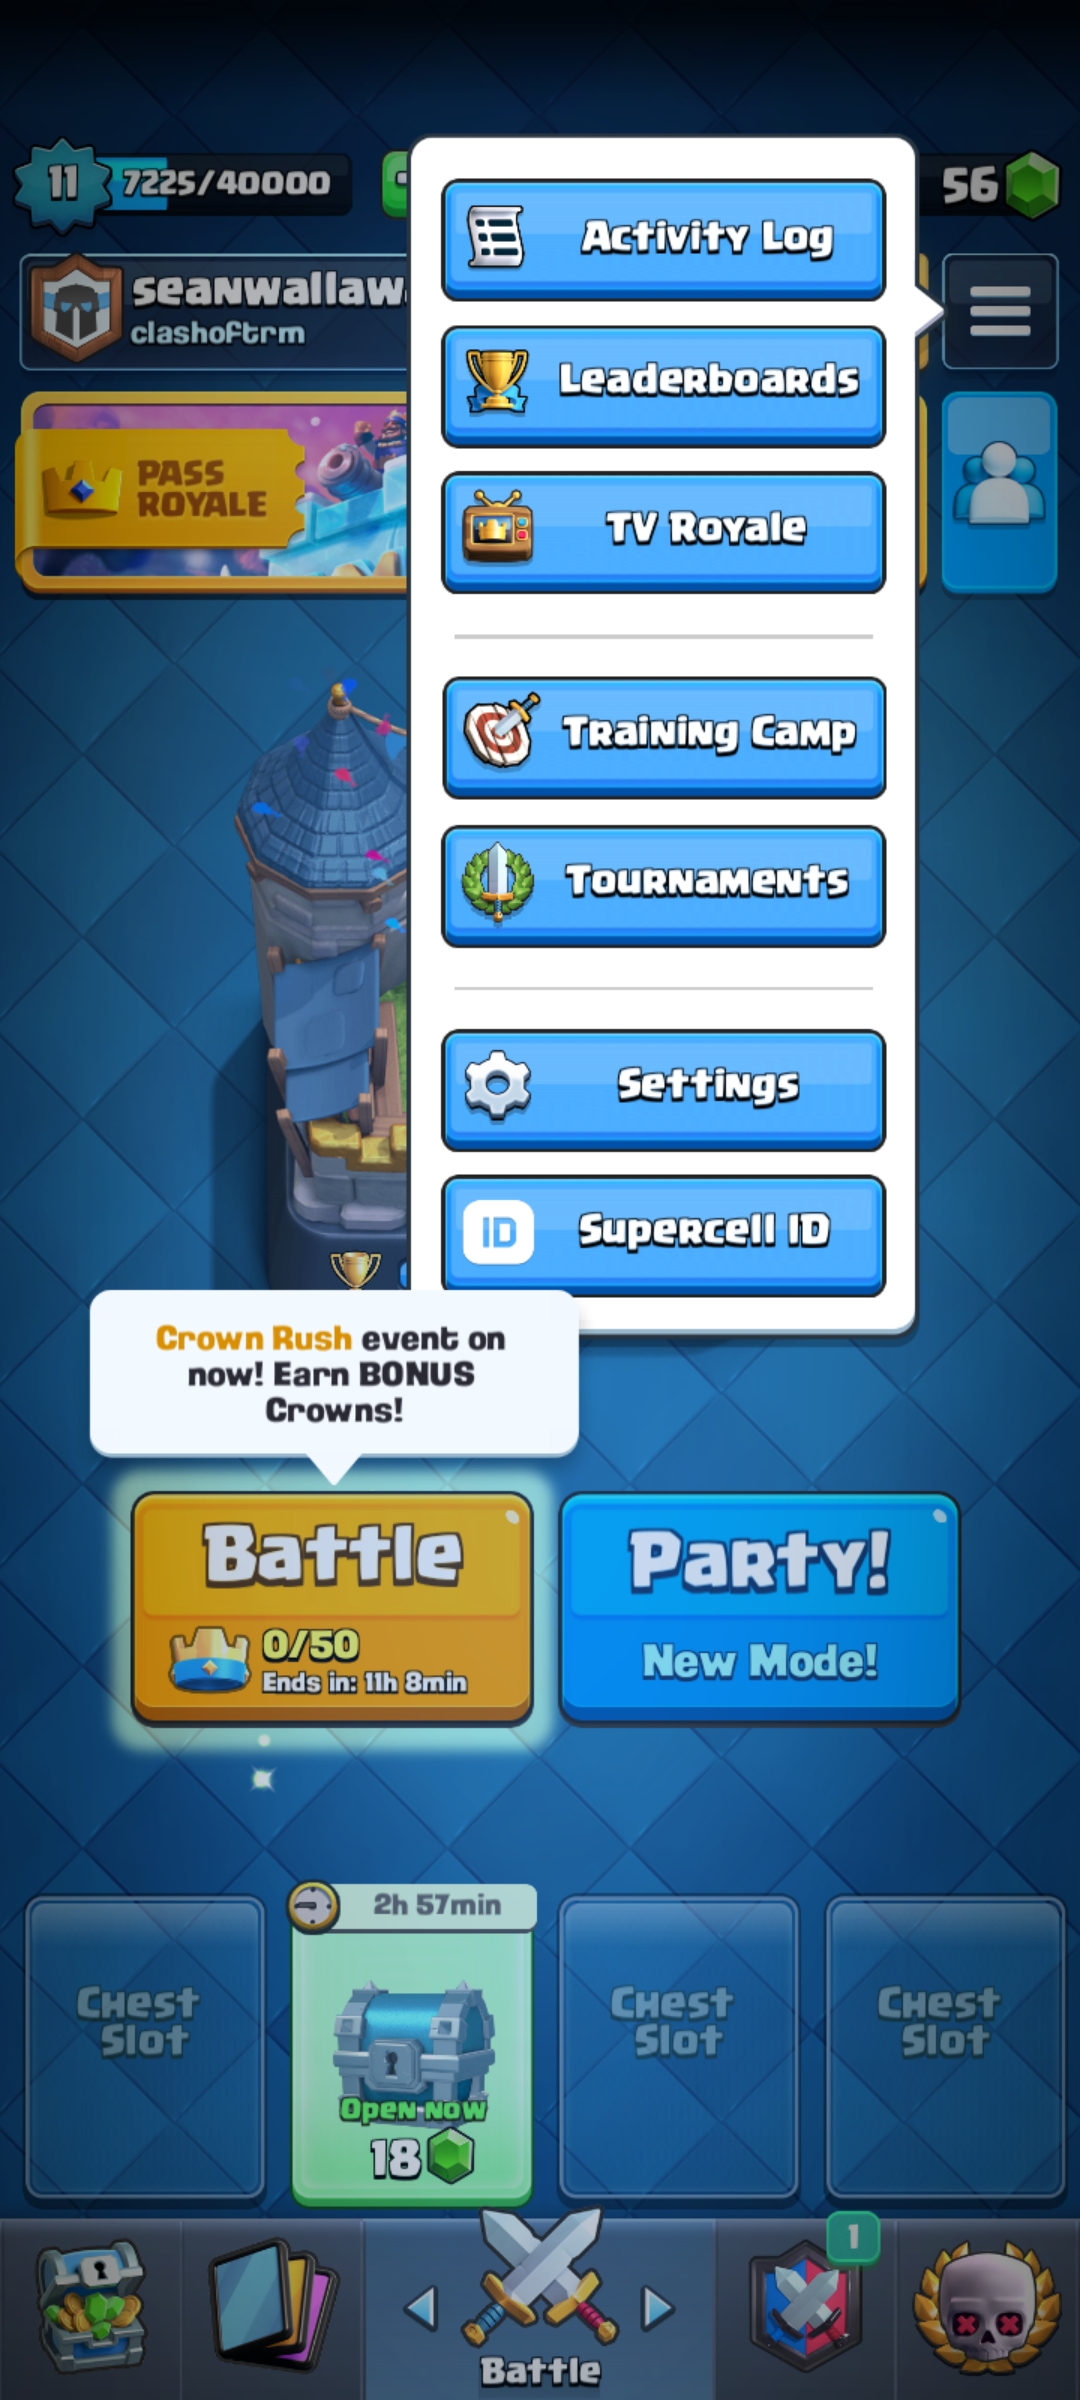 11
7225/40000
56
seanwallaw
clashoftrm
PASS
ROYALE
Activity Log
Leaderboards
TV Royale
Training Camp
Tournaments
Settings
ID
Supercell ID
Crown Rush event on
now! Earn BONUS
Crowns!
Battle
0/50
Ends in: 11h 8min
Party!
New Mode!
Chest
Slot
2h 57min
Open now
18
Chest
Slot
Chest
Slot
1
Battle